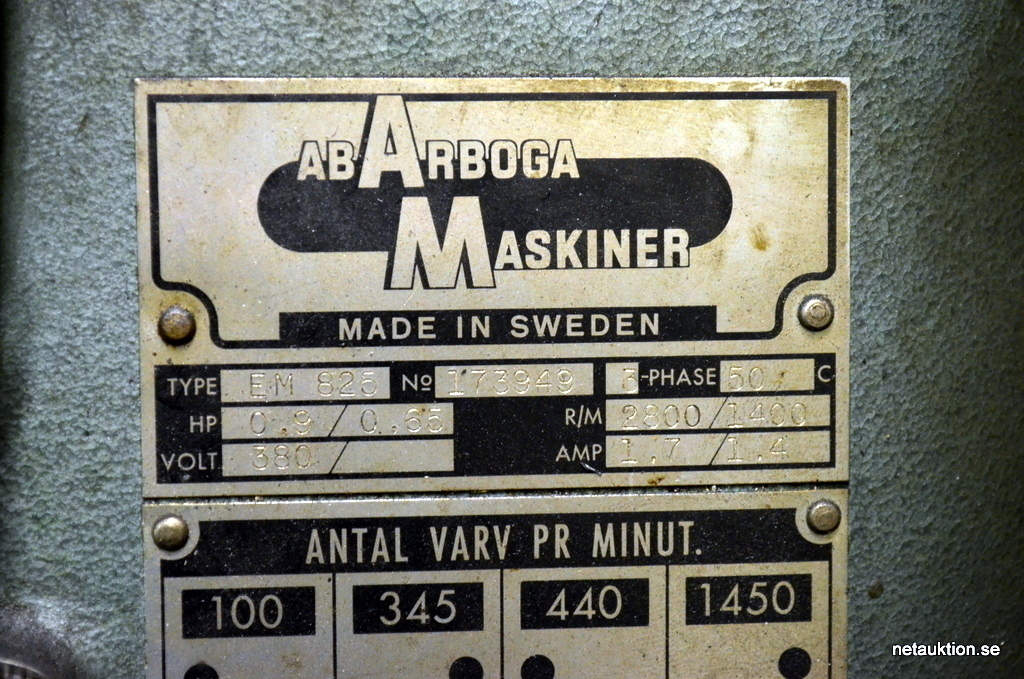 AB ARBOGA
MASKINER
MADE IN SWEDEN
TYPE EM 825 No 173949 3-PHASE 50 C
HP 0.9 / 0.65 R/M 2800/1400
VOLT 380 / AMP 1.7/1.4
ANTAL VARV PR MINUT.
100 345 440 1450
netauktion.se